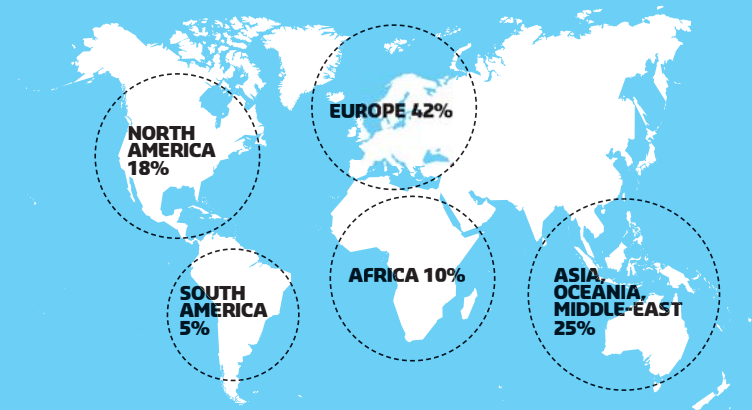 NORTH
AMERICA
18%
EUROPE 42%
SOUTH
AMERICA
5%
AFRICA 10%
ASIA,
OCEANIA,
MIDDLE-EAST
25%